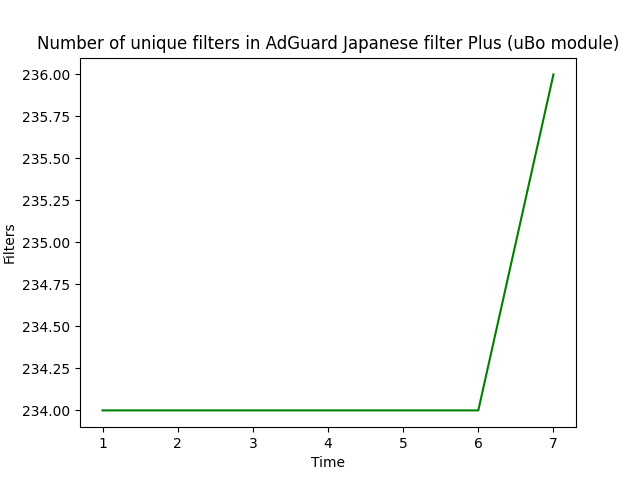 Number of unique filters in AdGuard Japanese filter Plus (uBo module)
236.00
235.75
235.50
235.25
235.00
234.75
234.50
234.25
234.00
Filters
1 2 3 4 5 6 7
Time